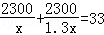 2300/x + 2300/1.3x = 33